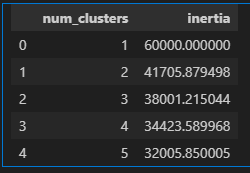 num_clusters inertia
0 1 60000.000000
1 2 41705.879498
2 3 38001.215044
3 4 34423.589968
4 5 32005.850005